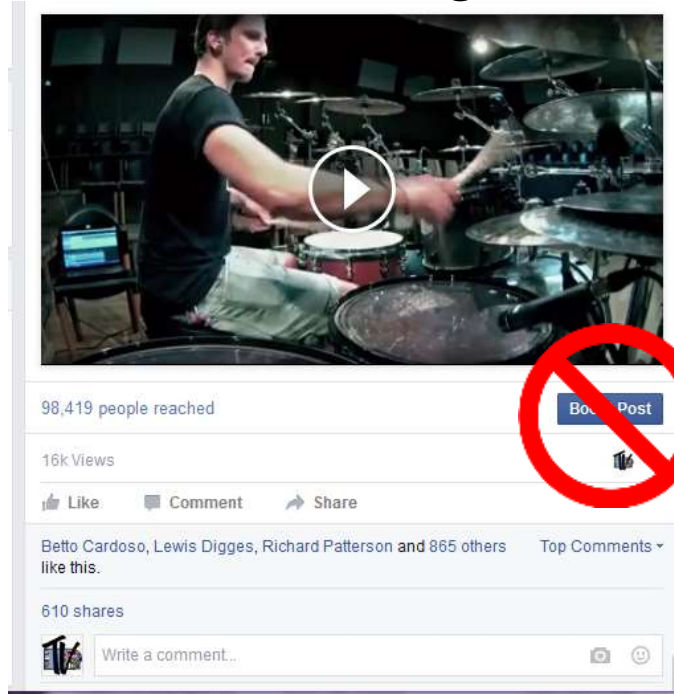 98,419 people reached
Post
16k Views
Like Comment Share
Betto Cardoso, Lewis Digges, Richard Patterson and 865 others Top Comments
like this.
610 shares
Write a comment...